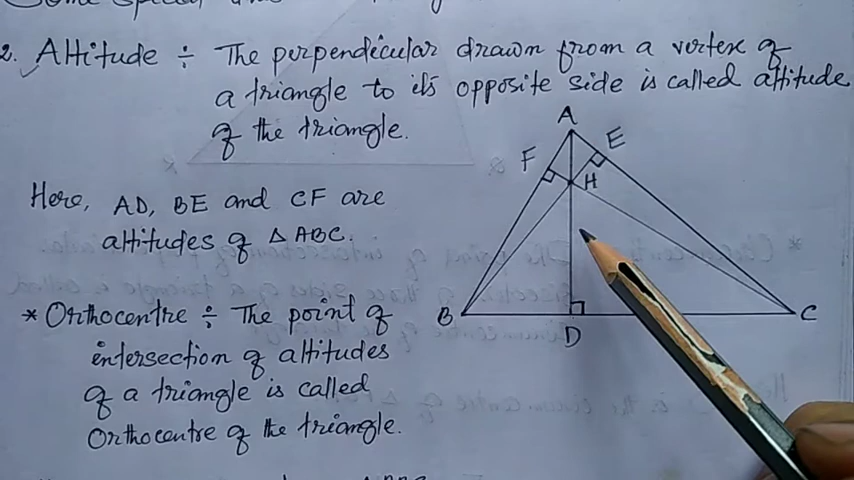 2. Altitude ÷ The perpendicular drawn from a vertex of
a triangle to it's opposite side is called altitude
of the triangle.
A
E
F
H
Here, AD, BE and CF are
altitudes of △ABC.
B
C
D
* Orthocentre ÷ The point of
intersection of altitudes
of a triangle is called
Orthocentre of the triangle.